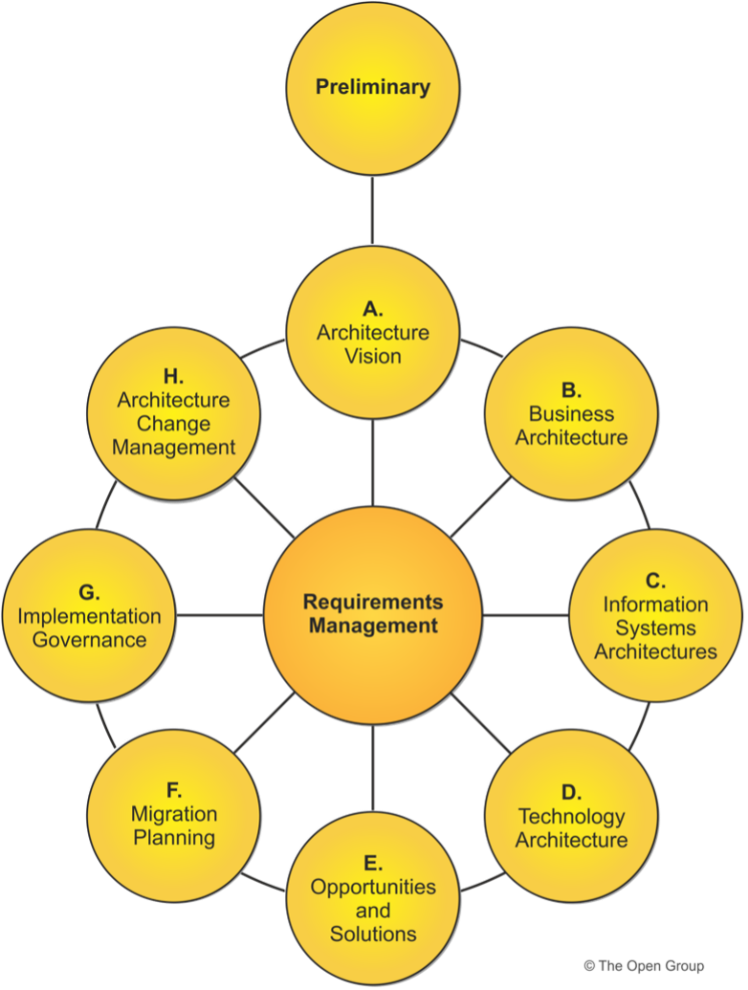 Preliminary
A.
Architecture
Vision
H.
Architecture
Change
Management
B.
Business
Architecture
G.
Implementation
Governance
Requirements
Management
C.
Information
Systems
Architectures
F.
Migration
Planning
D.
Technology
Architecture
E.
Opportunities
and
Solutions
© The Open Group